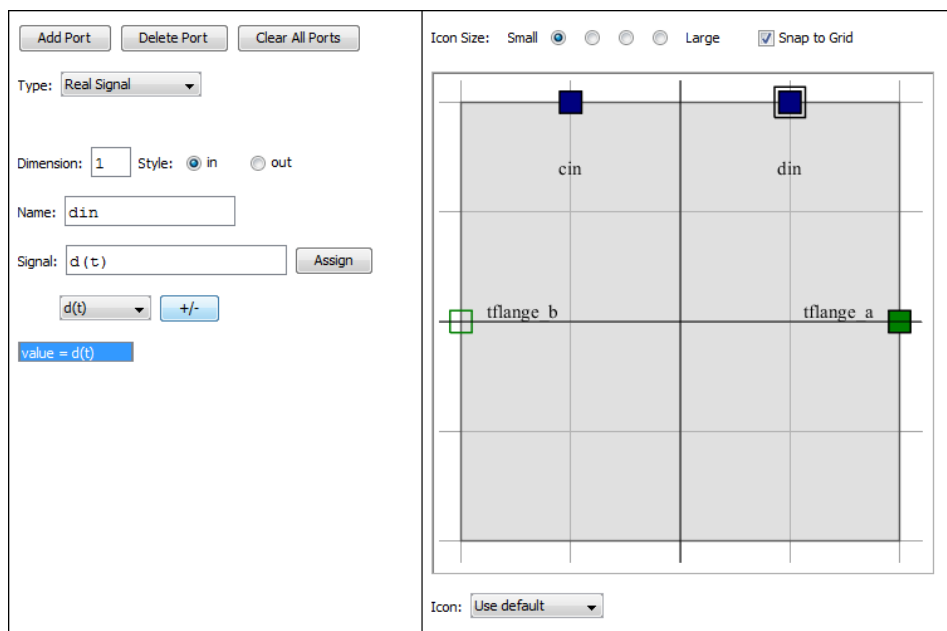 Add Port Delete Port Clear All Ports
Type: Real Signal
Dimension: 1 Style: in out
Name: din
Signal: d(t) Assign
d(t) +/-
value = d(t)
Icon Size: Small Large Snap to Grid
cin din
tflange_b tflange_a
Icon: Use default